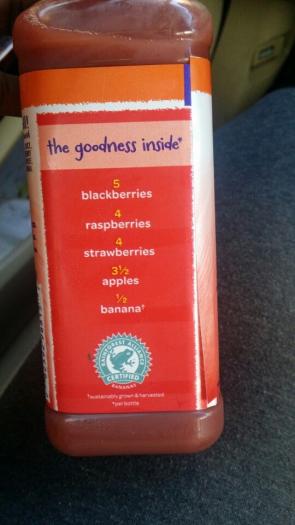 the goodness inside*
5
blackberries
4
raspberries
4
strawberries
3½
apples
½
banana†
RAINFOREST ALLIANCE
CERTIFIED
BANANAS
†sustainably grown & harvested
*per bottle